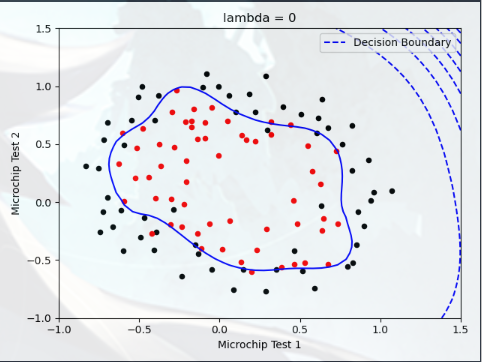 lambda = 0
1.5
Decision Boundary
1.0
0.5
0.0
−0.5
−1.0
Microchip Test 2
−1.0 −0.5 0.0 0.5 1.0 1.5
Microchip Test 1